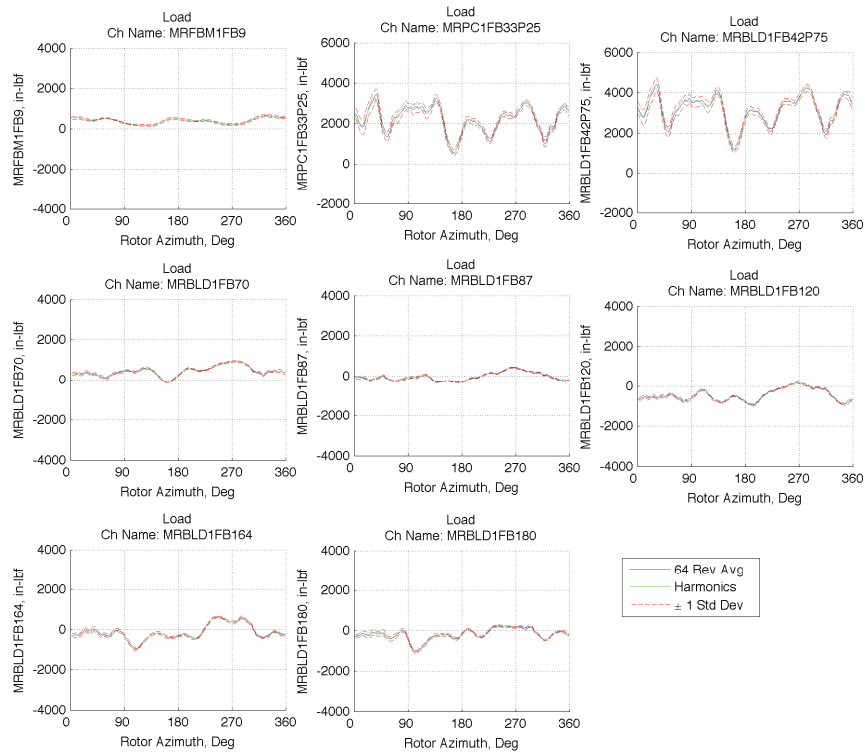 Load
Ch Name: MRFBM1FB9
4000
2000
0
-2000
-4000
MRFBM1FB9, in-lbf
0 90 180 270 360
Rotor Azimuth, Deg
Load
Ch Name: MRPC1FB33P25
6000
4000
2000
0
-2000
MRPC1FB33P25, in-lbf
0 90 180 270 360
Rotor Azimuth, Deg
Load
Ch Name: MRBLD1FB42P75
6000
4000
2000
0
-2000
MRBLD1FB42P75, in-lbf
0 90 180 270 360
Rotor Azimuth, Deg
Load
Ch Name: MRBLD1FB70
4000
2000
0
-2000
-4000
MRBLD1FB70, in-lbf
0 90 180 270 360
Rotor Azimuth, Deg
Load
Ch Name: MRBLD1FB87
4000
2000
0
-2000
-4000
MRBLD1FB87, in-lbf
0 90 180 270 360
Rotor Azimuth, Deg
Load
Ch Name: MRBLD1FB120
4000
2000
0
-2000
-4000
MRBLD1FB120, in-lbf
0 90 180 270 360
Rotor Azimuth, Deg
Load
Ch Name: MRBLD1FB164
4000
2000
0
-2000
-4000
MRBLD1FB164, in-lbf
0 90 180 270 360
Rotor Azimuth, Deg
Load
Ch Name: MRBLD1FB180
4000
2000
0
-2000
-4000
MRBLD1FB180, in-lbf
0 90 180 270 360
Rotor Azimuth, Deg
64 Rev Avg
Harmonics
± 1 Std Dev